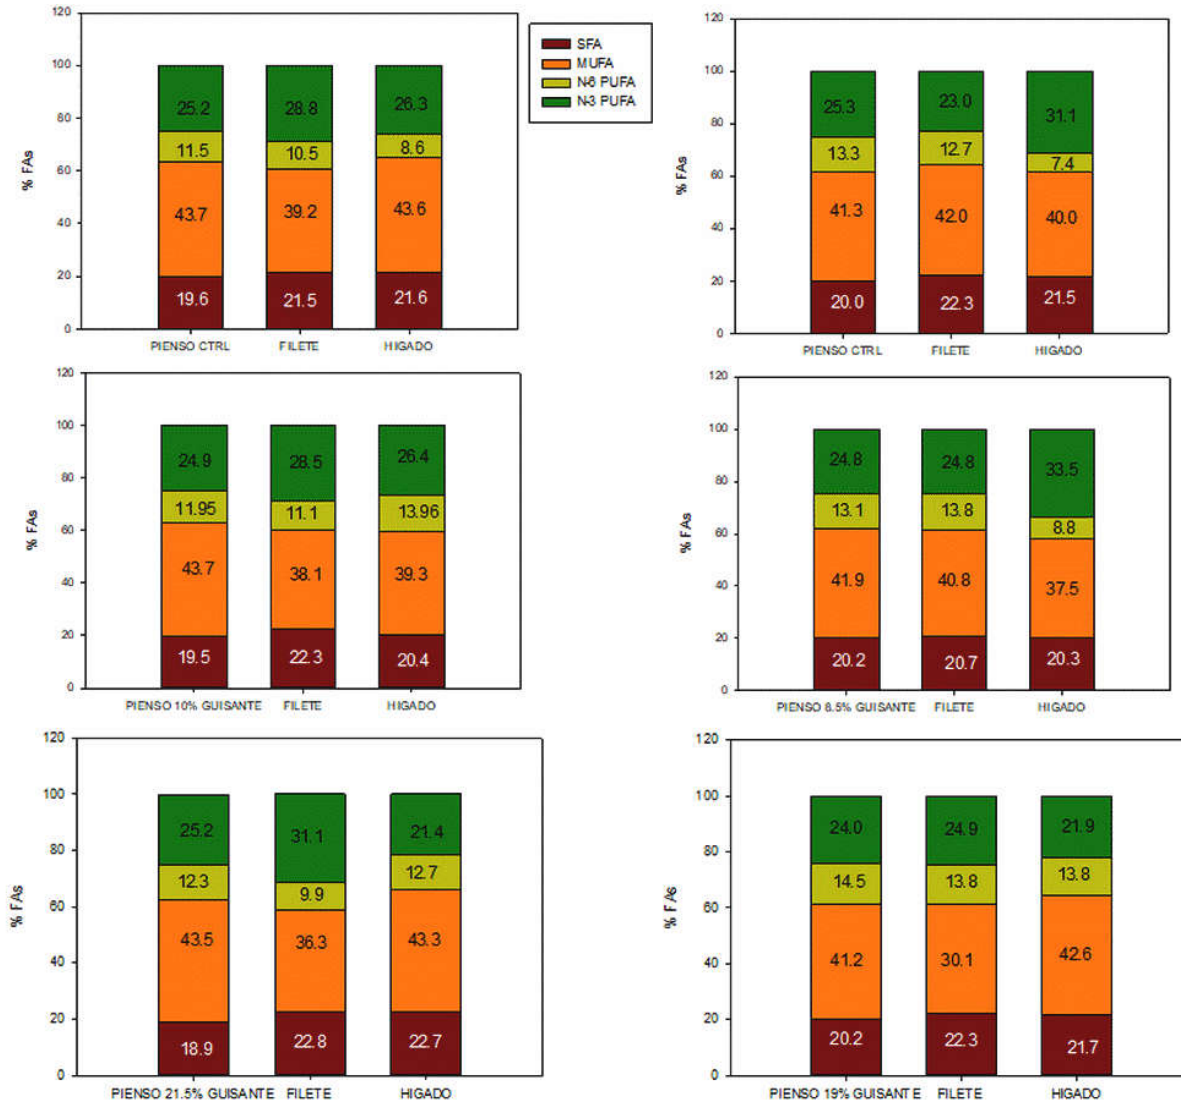 120
100
80
60
40
20
0
% FAs
25.2 28.8 26.3
11.5 10.5 8.6
43.7 39.2 43.6
19.6 21.5 21.6
PIENSO CTRL FILETE HIGADO
SFA
MUFA
N-6 PUFA
N-3 PUFA
120
100
80
60
40
20
0
% FAs
25.3 23.0 31.1
13.3 12.7 7.4
41.3 42.0 40.0
20.0 22.3 21.5
PIENSO CTRL FILETE HIGADO
120
100
80
60
40
20
0
% FAs
24.9 28.5 26.4
11.95 11.1 13.96
43.7 38.1 39.3
19.5 22.3 20.4
PIENSO 10% GUISANTE FILETE HIGADO
120
100
80
60
40
20
0
% FAs
24.8 24.8 33.5
13.1 13.8 8.8
41.9 40.8 37.5
20.2 20.7 20.3
PIENSO 8.5% GUISANTE FILETE HIGADO
120
100
80
60
40
20
0
% FAs
25.2 31.1 21.4
12.3 9.9 12.7
43.5 36.3 43.3
18.9 22.8 22.7
PIENSO 21.5% GUISANTE FILETE HIGADO
120
100
80
60
40
20
0
% FAs
24.0 24.9 21.9
14.5 13.8 13.8
41.2 30.1 42.6
20.2 22.3 21.7
PIENSO 19% GUISANTE FILETE HIGADO